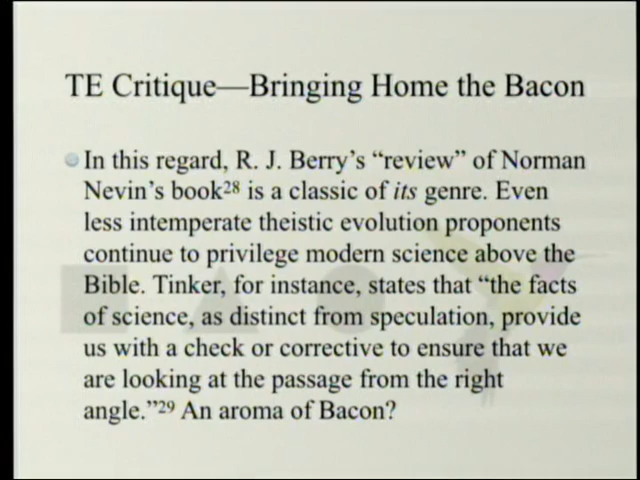 TE Critique—Bringing Home the Bacon
In this regard, R. J. Berry’s “review” of Norman
Nevin’s book²⁸ is a classic of its genre. Even
less intemperate theistic evolution proponents
continue to privilege modern science above the
Bible. Tinker, for instance, states that “the facts
of science, as distinct from speculation, provide
us with a check or corrective to ensure that we
are looking at the passage from the right
angle.”²⁹ An aroma of Bacon?